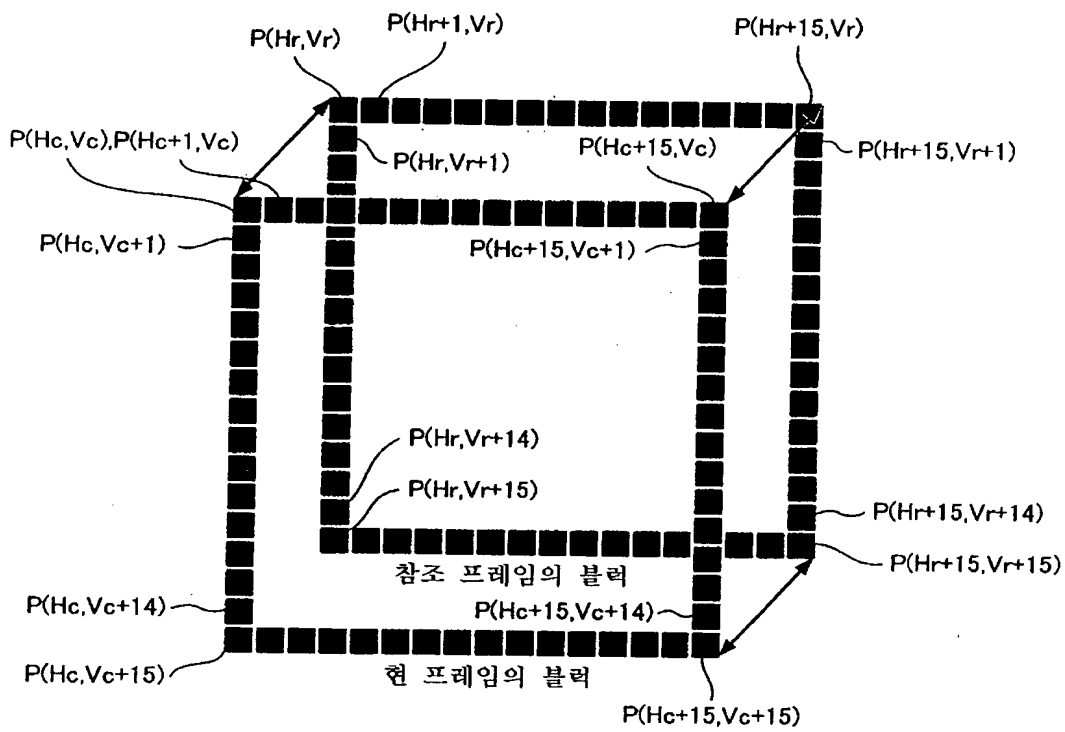 P(Hr,Vr)
P(Hr+1,Vr)
P(Hr+15,Vr)
P(Hc,Vc),P(Hc+1,Vc)
P(Hr,Vr+1)
P(Hc+15,Vc)
P(Hr+15,Vr+1)
P(Hc,Vc+1)
P(Hc+15,Vc+1)
P(Hr,Vr+14)
P(Hr,Vr+15)
P(Hr+15,Vr+14)
P(Hr+15,Vr+15)
참조 프레임의 블럭
P(Hc,Vc+14)
P(Hc+15,Vc+14)
P(Hc,Vc+15)
현 프레임의 블럭
P(Hc+15,Vc+15)